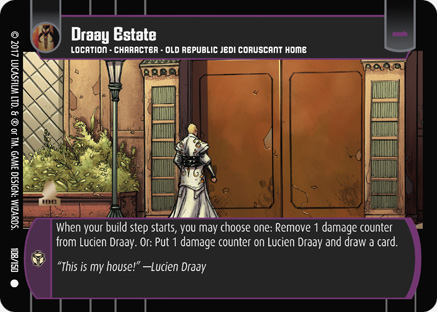 Draay Estate
LOCATION - CHARACTER - OLD REPUBLIC JEDI CORUSCANT HOME
When your build step starts, you may choose one: Remove 1 damage counter
from Lucien Draay. Or: Put 1 damage counter on Lucien Draay and draw a card.
"This is my house!" —Lucien Draay
© 2017 LUCASFILM LTD. & ® or TM. GAME DESIGN: WIZARDS.
108/150